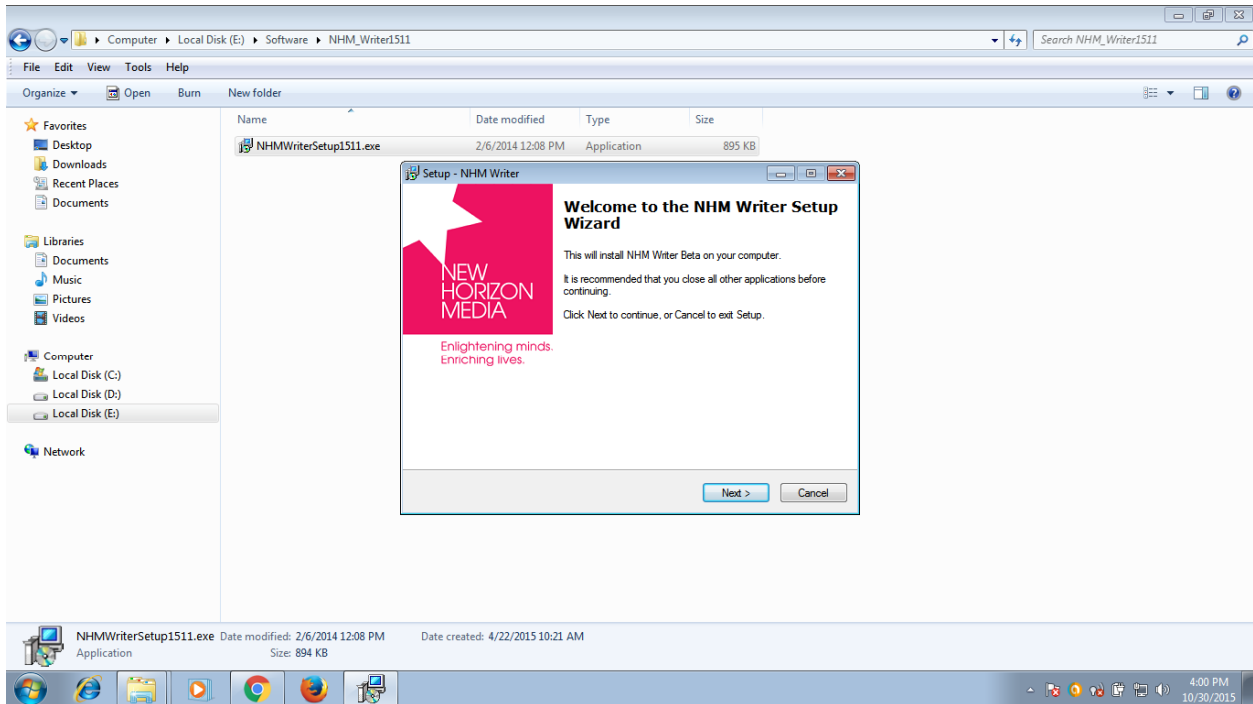 Computer ▸ Local Disk (E:) ▸ Software ▸ NHM_Writer1511
Search NHM_Writer1511
File Edit View Tools Help
Organize Open Burn New folder
Name Date modified Type Size
NHMWriterSetup1511.exe 2/6/2014 12:08 PM Application 895 KB
Favorites
Desktop
Downloads
Recent Places
Documents
Libraries
Documents
Music
Pictures
Videos
Computer
Local Disk (C:)
Local Disk (D:)
Local Disk (E:)
Network
Setup - NHM Writer
NEW
HORIZON
MEDIA
Enlightening minds.
Enriching lives.
Welcome to the NHM Writer Setup
Wizard
This will install NHM Writer Beta on your computer.
It is recommended that you close all other applications before
continuing.
Click Next to continue, or Cancel to exit Setup.
Next > Cancel
NHMWriterSetup1511.exe Date modified: 2/6/2014 12:08 PM Date created: 4/22/2015 10:21 AM
Application Size: 894 KB
4:00 PM
10/30/2015